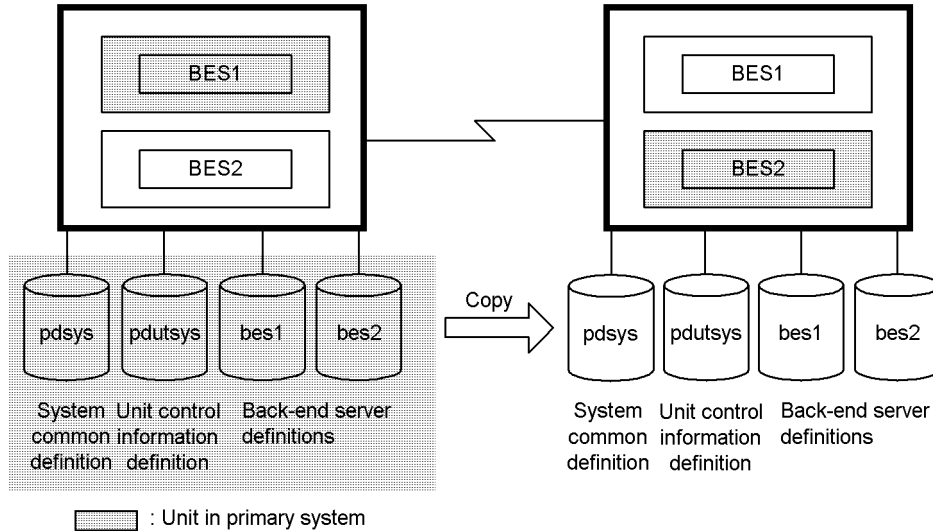 BES1
BES2
BES1
BES2
pdsys
pdutsys
bes1
bes2
Copy
pdsys
pdutsys
bes1
bes2
System
common
definition
Unit control
information
definition
Back-end server
definitions
System
common
definition
Unit control
information
definition
Back-end server
definitions
: Unit in primary system